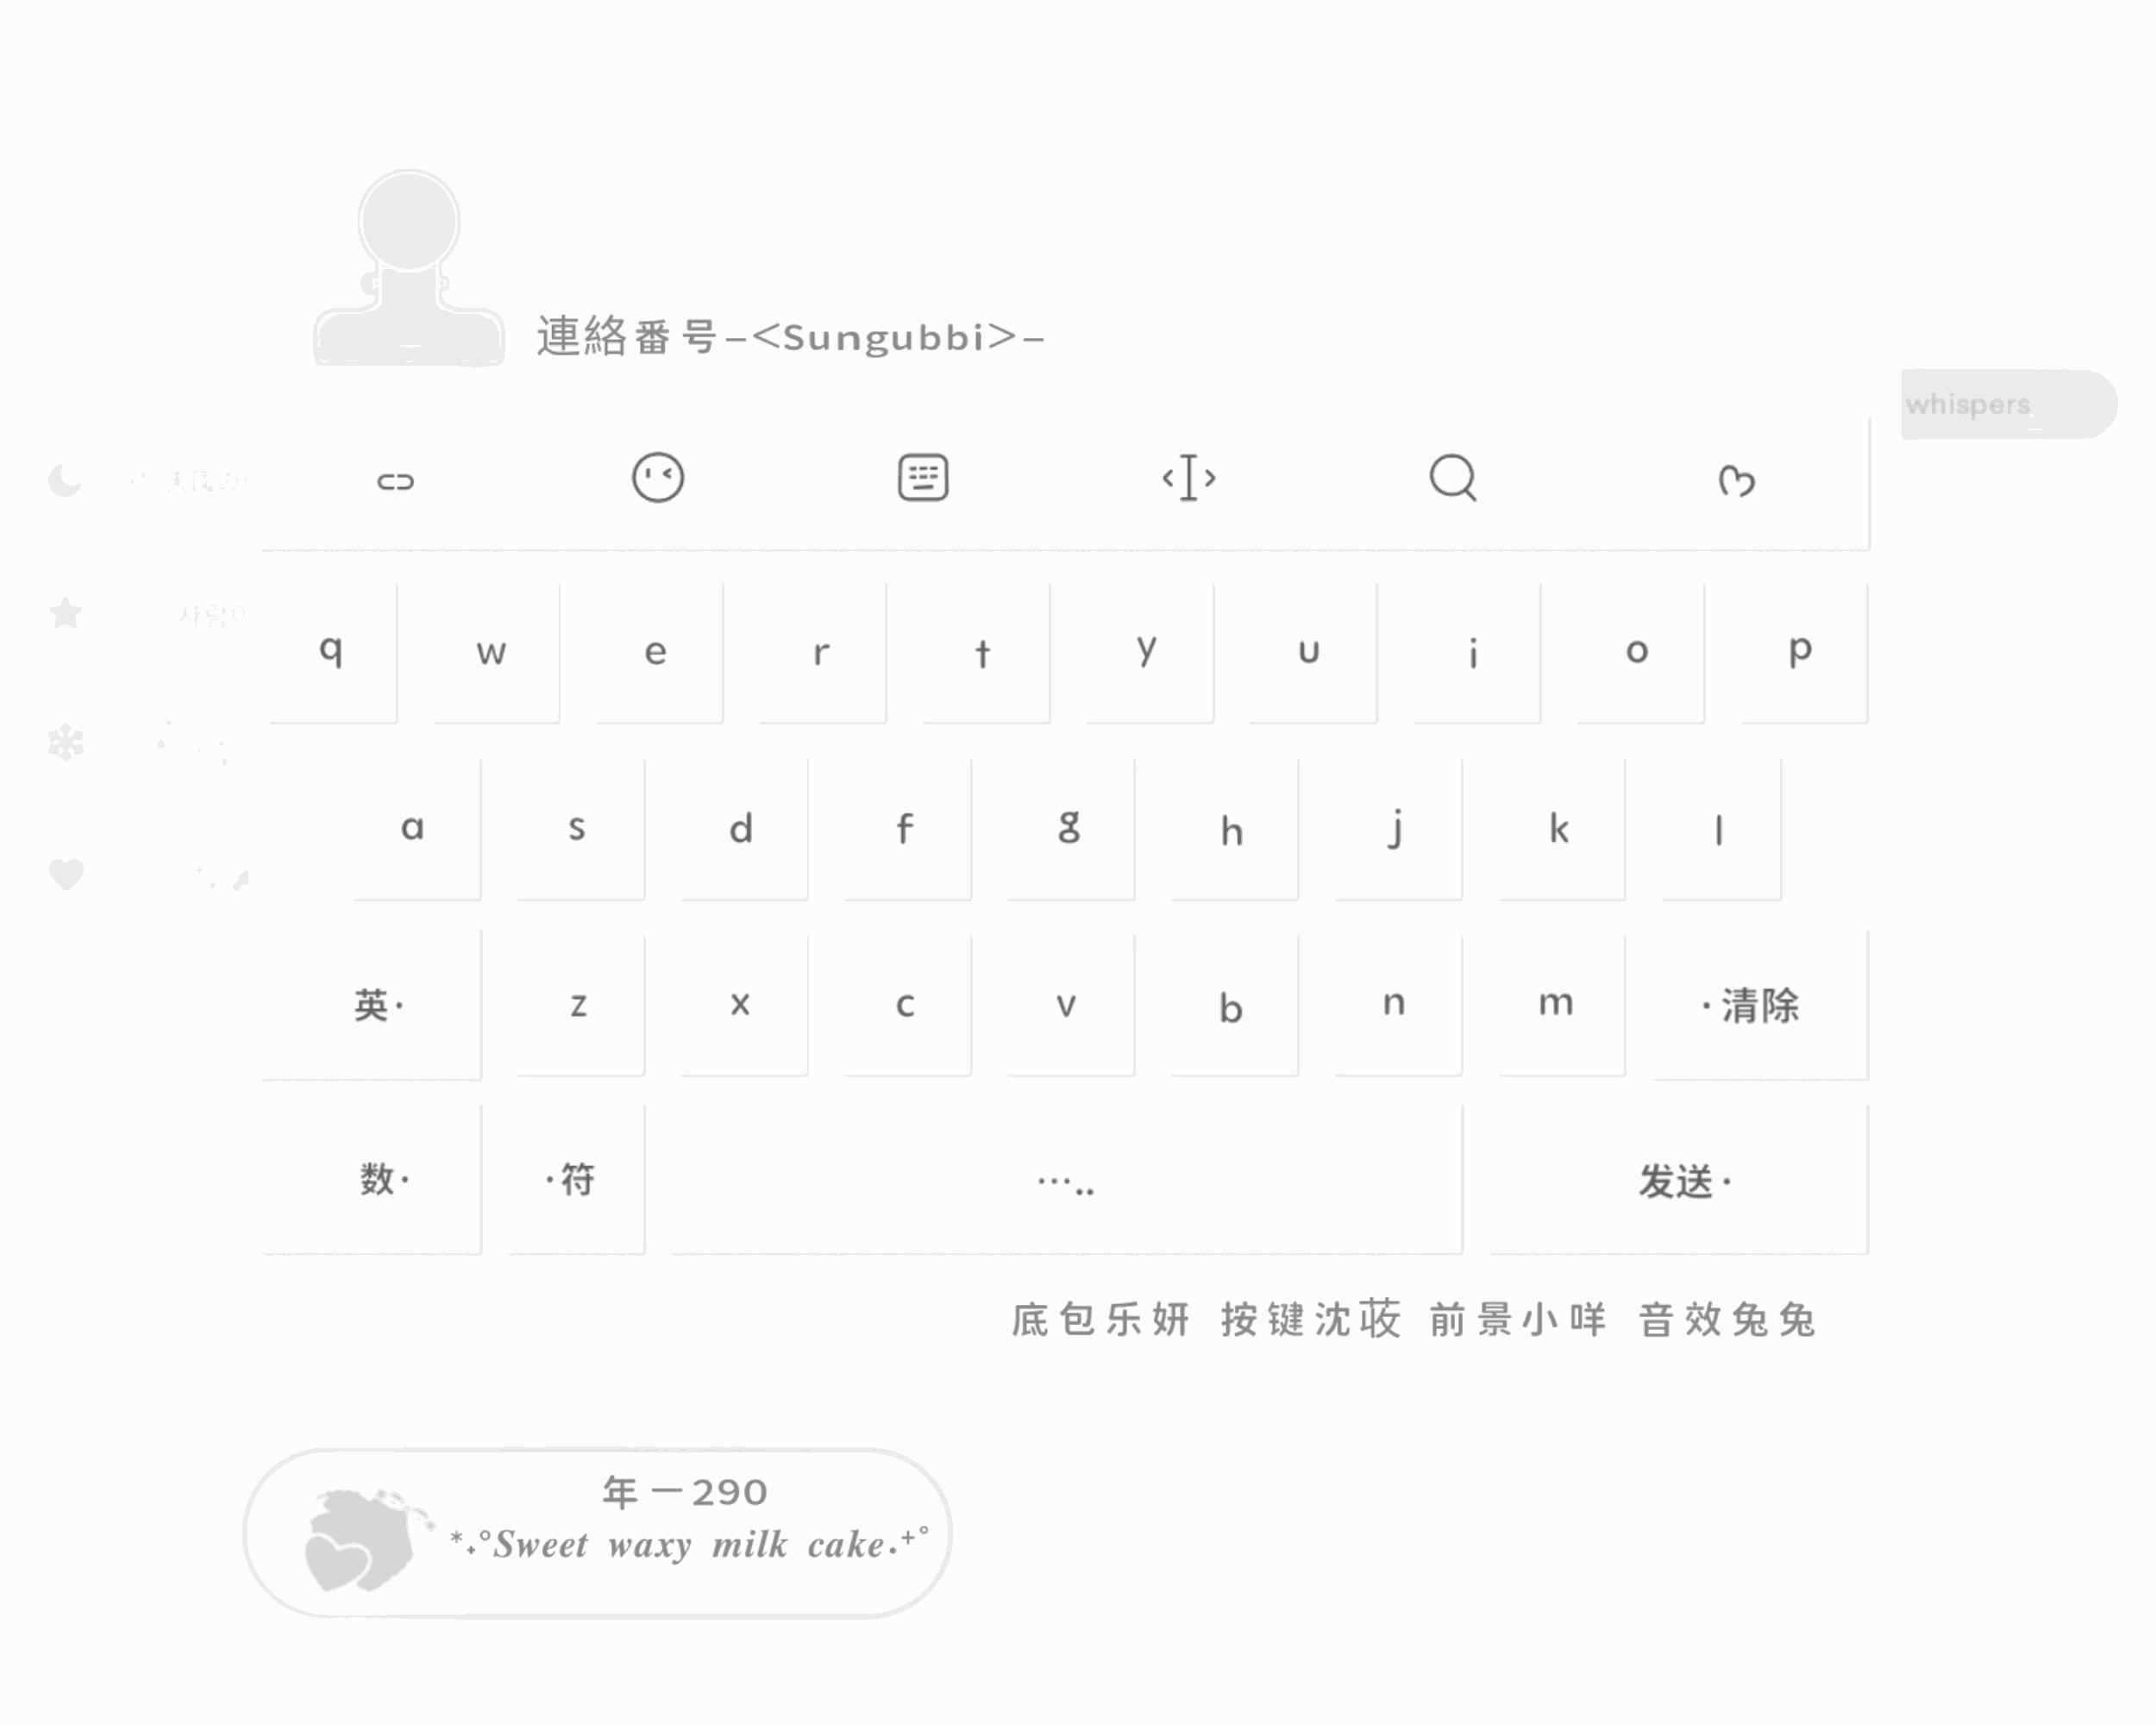 連絡番号–<Sungubbi>–
whispers
사랑이
q w e r t y u i o p
a s d f g h j k l
英· z x c v b n m ·清除
数· ·符 ···.. 发送·
底包乐妍 按键沈莜 前景小咩 音效兔兔
年一290
*˖°Sweet waxy milk cake.⁺°